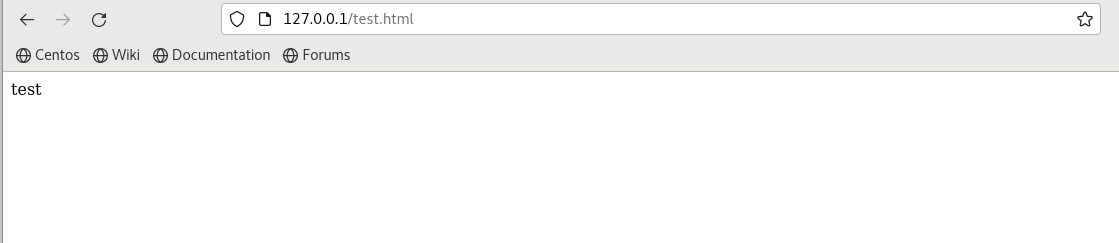 127.0.0.1/test.html
Centos Wiki Documentation Forums
test